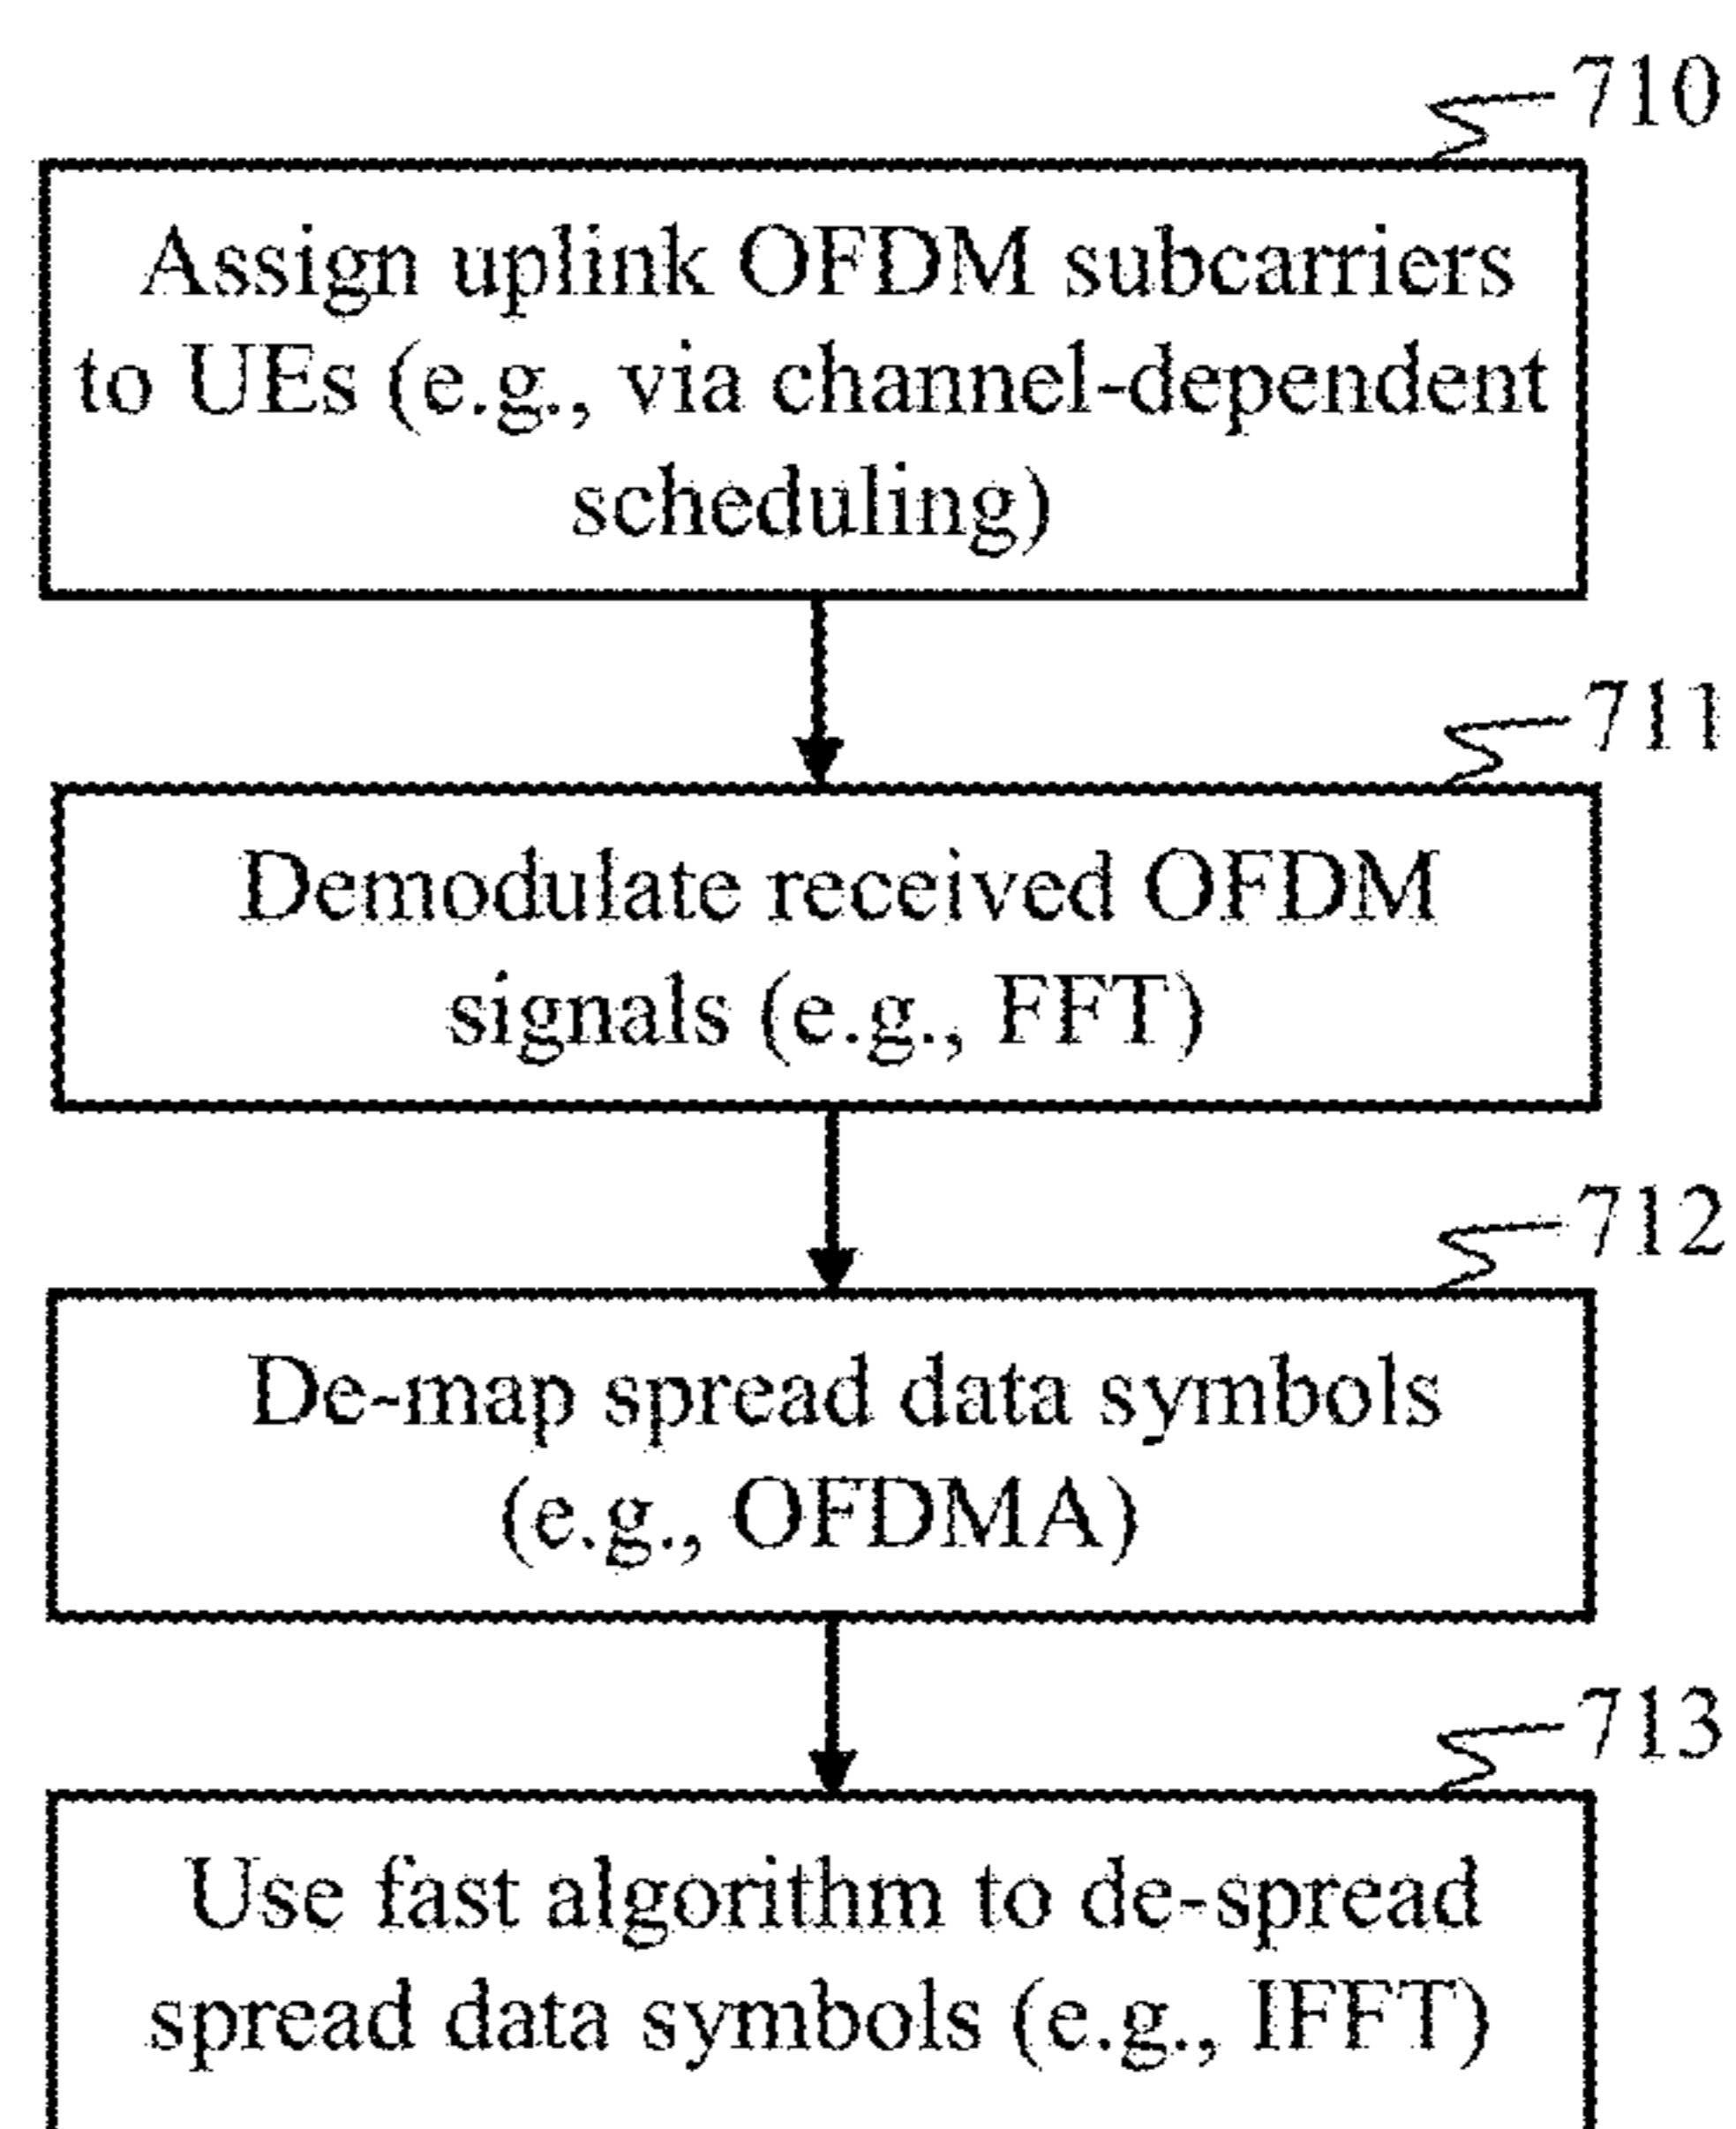 710
Assign uplink OFDM subcarriers
to UEs (e.g., via channel-dependent
scheduling)
711
Demodulate received OFDM
signals (e.g., FFT)
712
De-map spread data symbols
(e.g., OFDMA)
713
Use fast algorithm to de-spread
spread data symbols (e.g., IFFT)